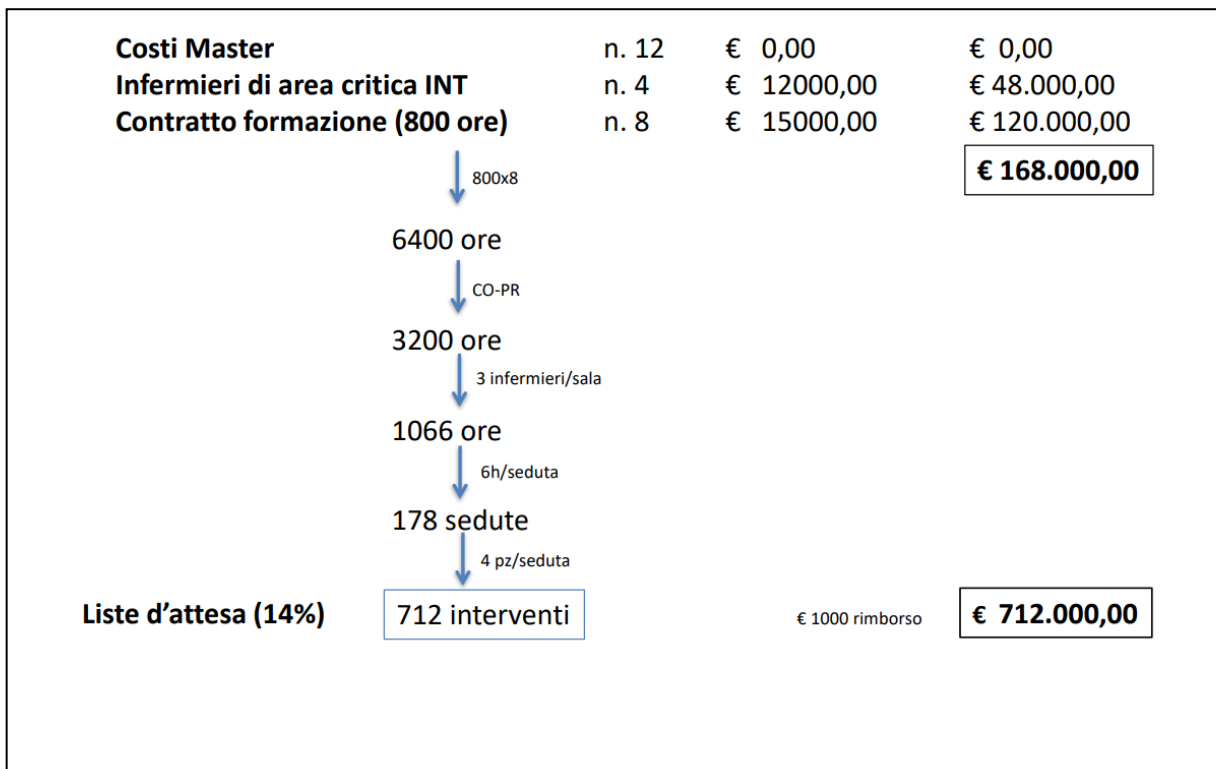 Costi Master n. 12 € 0,00 € 0,00
Infermieri di area critica INT n. 4 € 12000,00 € 48.000,00
Contratto formazione (800 ore) n. 8 € 15000,00 € 120.000,00
€ 168.000,00
800x8
6400 ore
CO-PR
3200 ore
3 infermieri/sala
1066 ore
6h/seduta
178 sedute
4 pz/seduta
Liste d’attesa (14%) 712 interventi € 1000 rimborso € 712.000,00